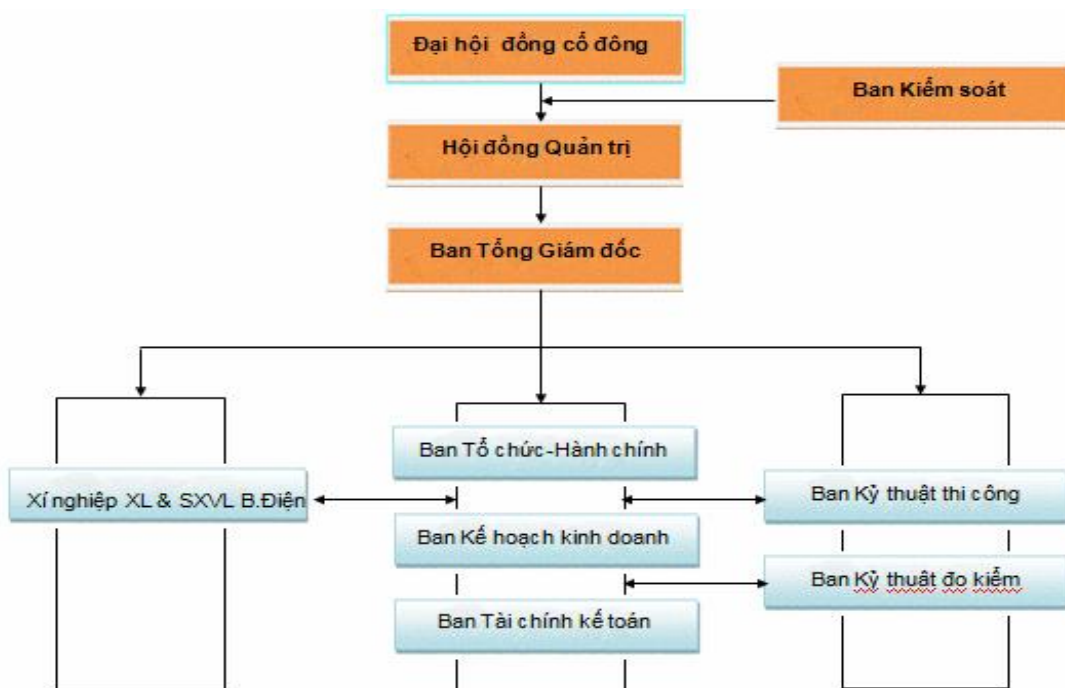 Đại hội đồng cổ đông
Ban Kiểm soát
Hội đồng Quản trị
Ban Tổng Giám đốc
Ban Tổ chức-Hành chính
Xí nghiệp XL & SXVL B.Điện
Ban Kỹ thuật thi công
Ban Kế hoạch kinh doanh
Ban Kỹ thuật đo kiểm
Ban Tài chính kế toán